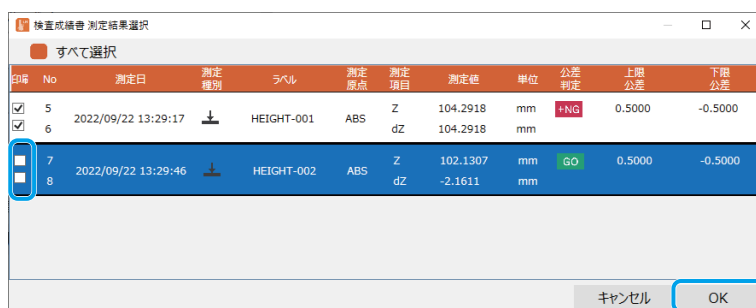 検査成績書 測定結果選択
すべて選択
印刷 No 測定日 測定種別 ラベル 測定原点 測定項目 測定値 単位 公差判定 上限公差 下限公差
5 2022/09/22 13:29:17 HEIGHT-001 ABS Z 104.2918 mm +NG 0.5000 -0.5000
6 dZ 104.2918 mm
7 2022/09/22 13:29:46 HEIGHT-002 ABS Z 102.1307 mm GO 0.5000 -0.5000
8 dZ -2.1611 mm
キャンセル OK